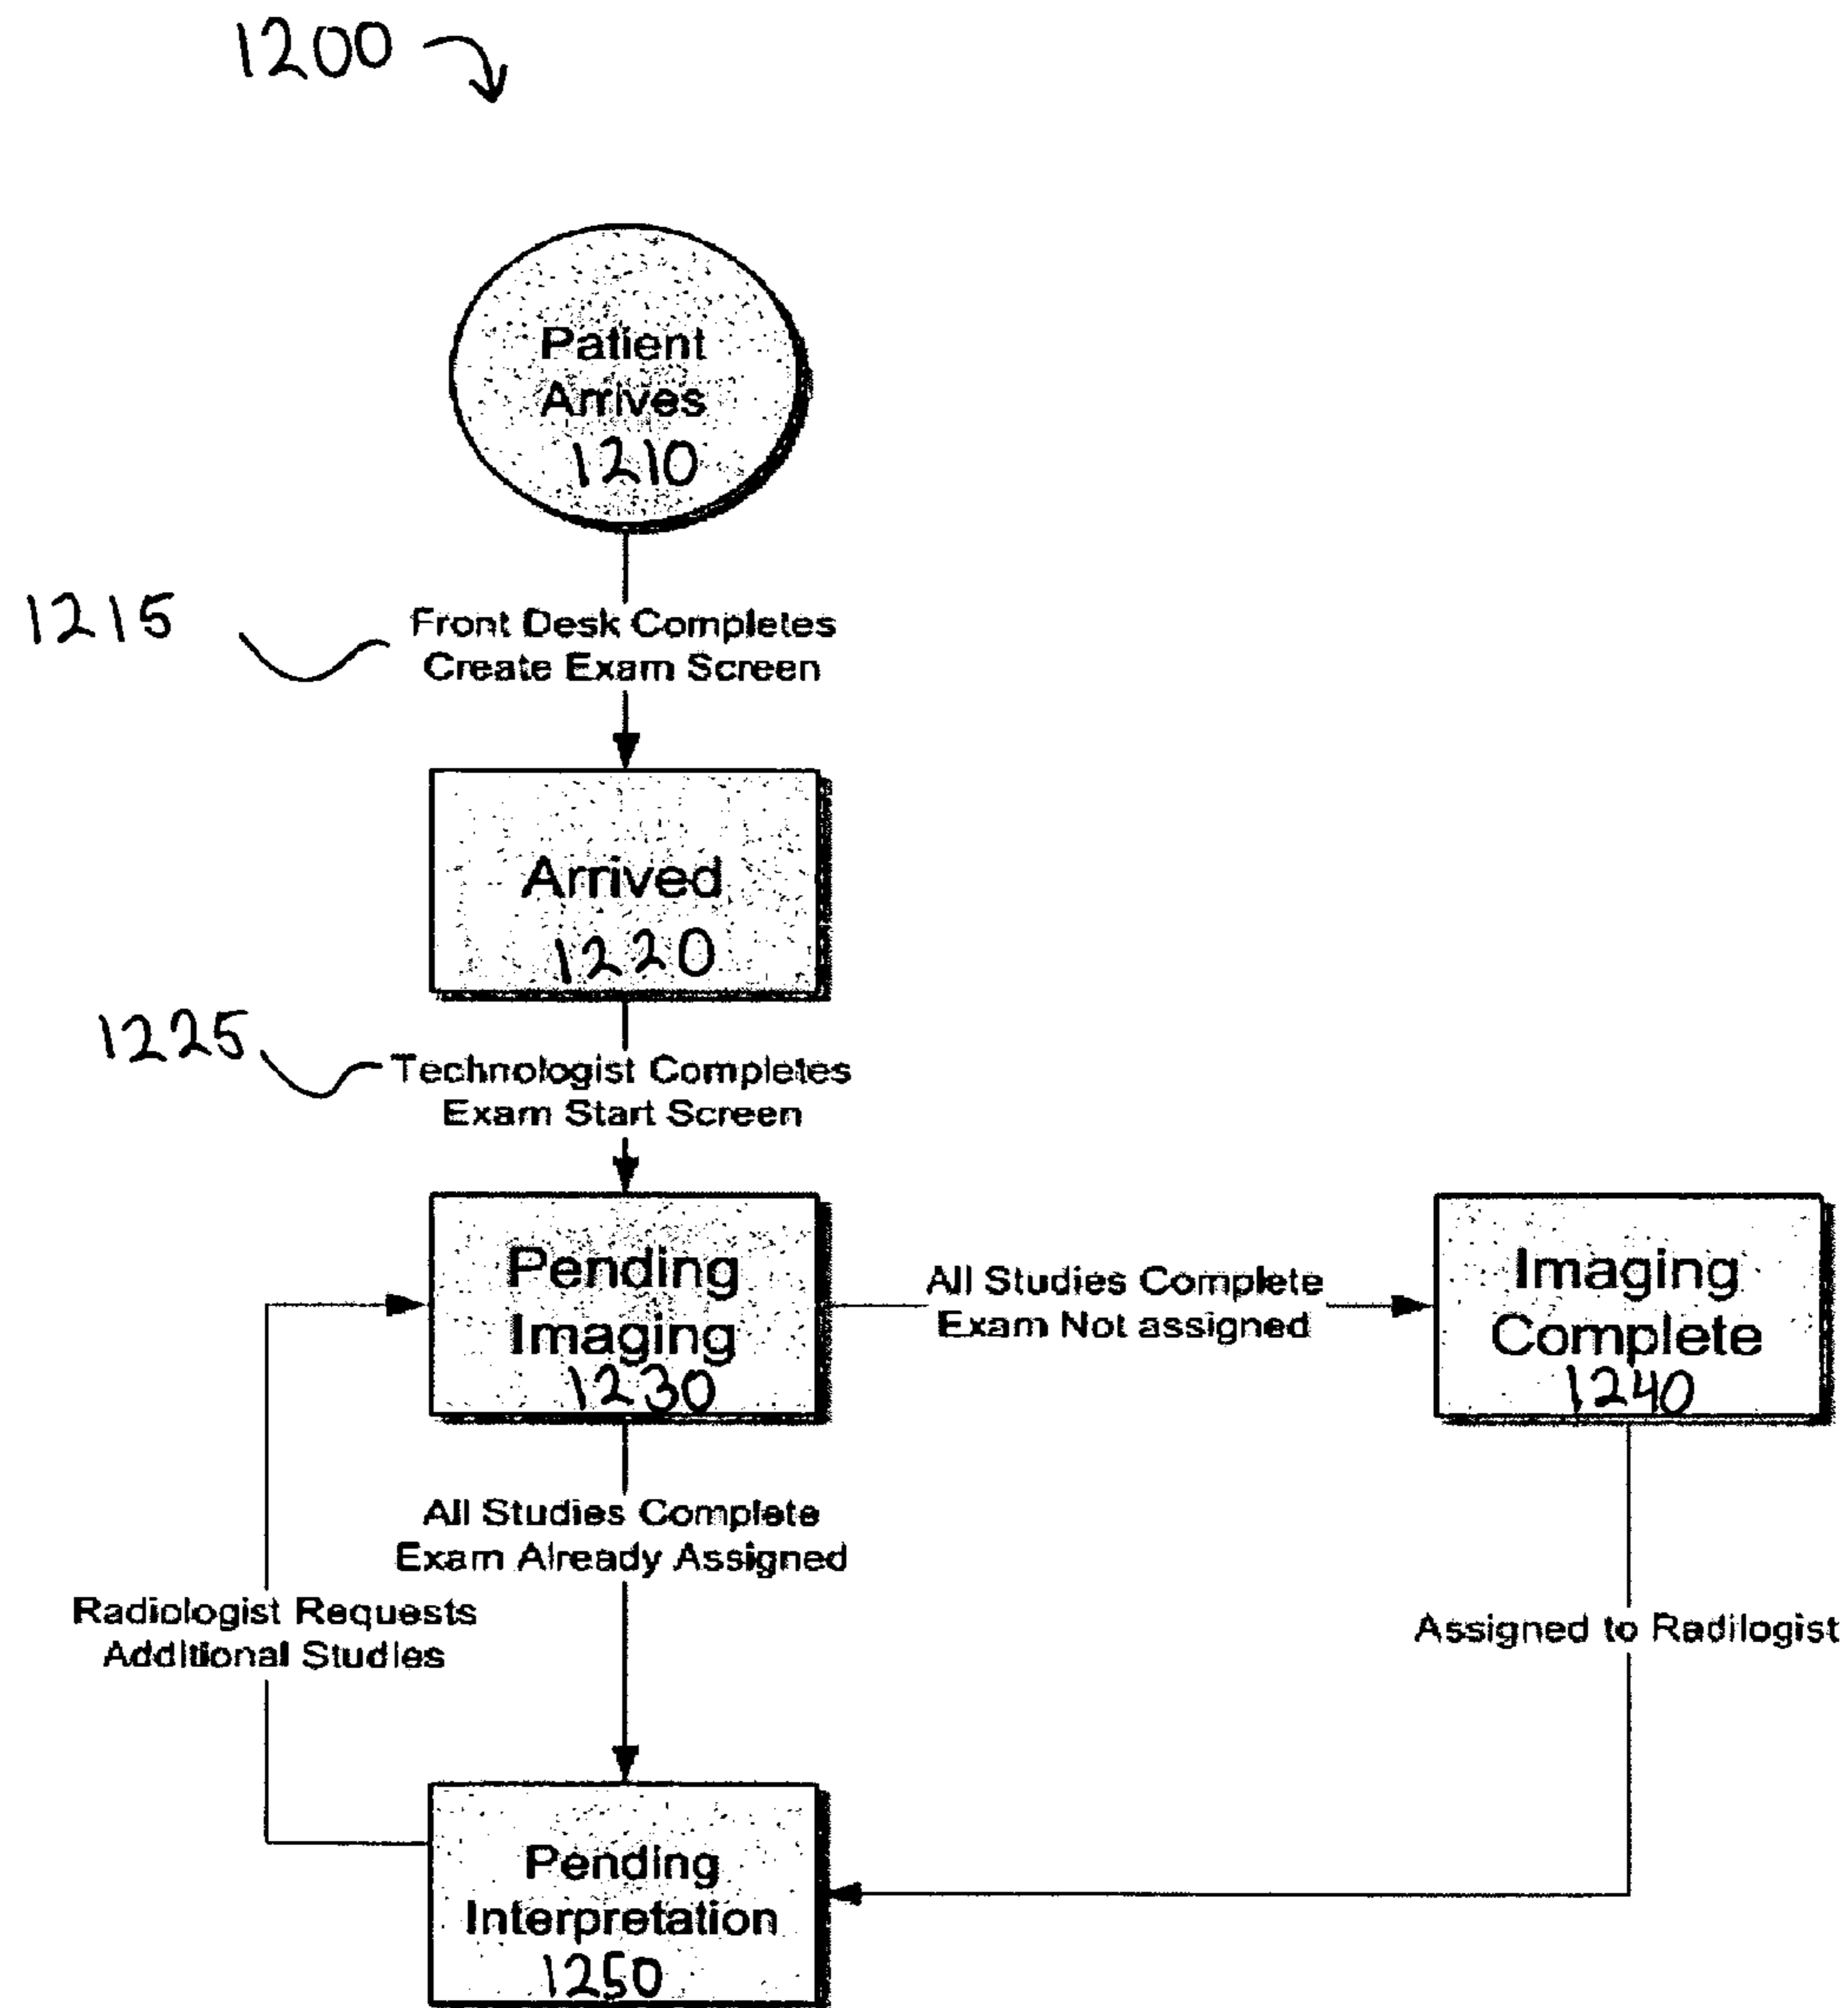 1200
Patient
Arrives
1210
1215
Front Desk Completes
Create Exam Screen
Arrived
1220
1225
Technologist Completes
Exam Start Screen
Pending
Imaging
1230
All Studies Complete
Exam Not assigned
Imaging
Complete
1240
All Studies Complete
Exam Already Assigned
Radiologist Requests
Additional Studies
Assigned to Radilogist
Pending
Interpretation
1250